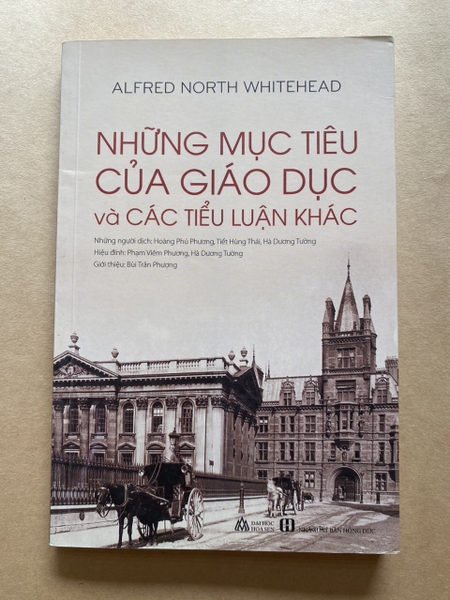 ALFRED NORTH WHITEHEAD
NHỮNG MỤC TIÊU
CỦA GIÁO DỤC
và CÁC TIỂU LUẬN KHÁC
Những người dịch: Hoàng Phú Phương, Tiết Hùng Thái, Hà Dương Tường
Hiệu đính: Phạm Viêm Phương, Hà Dương Tường
Giới thiệu: Bùi Trân Phượng
ĐẠI HỌC
HOA SEN
NHÀ XUẤT BẢN HỒNG ĐỨC